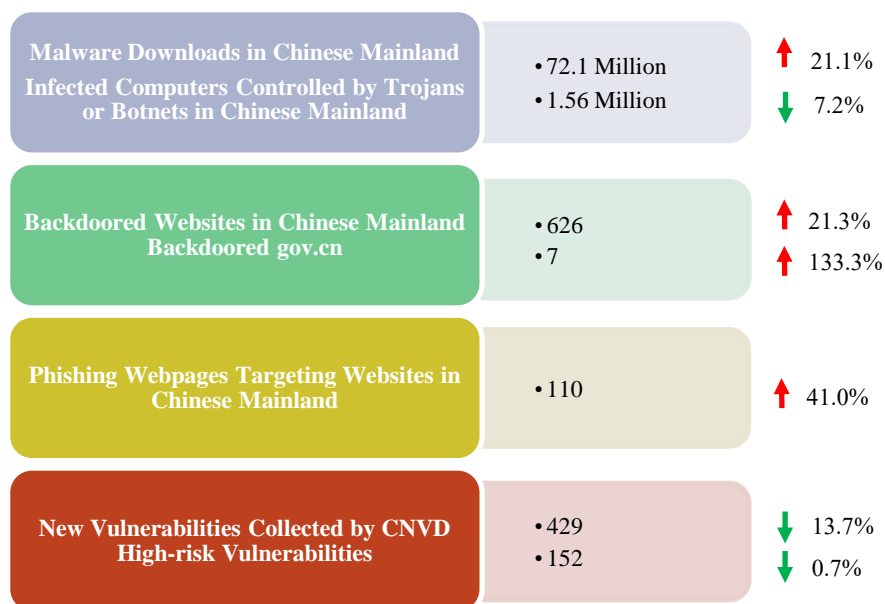 Malware Downloads in Chinese Mainland
Infected Computers Controlled by Trojans
or Botnets in Chinese Mainland
• 72.1 Million
• 1.56 Million
21.1%
7.2%
Backdoored Websites in Chinese Mainland
Backdoored gov.cn
• 626
• 7
21.3%
133.3%
Phishing Webpages Targeting Websites in
Chinese Mainland
• 110
41.0%
New Vulnerabilities Collected by CNVD
High-risk Vulnerabilities
• 429
• 152
13.7%
0.7%